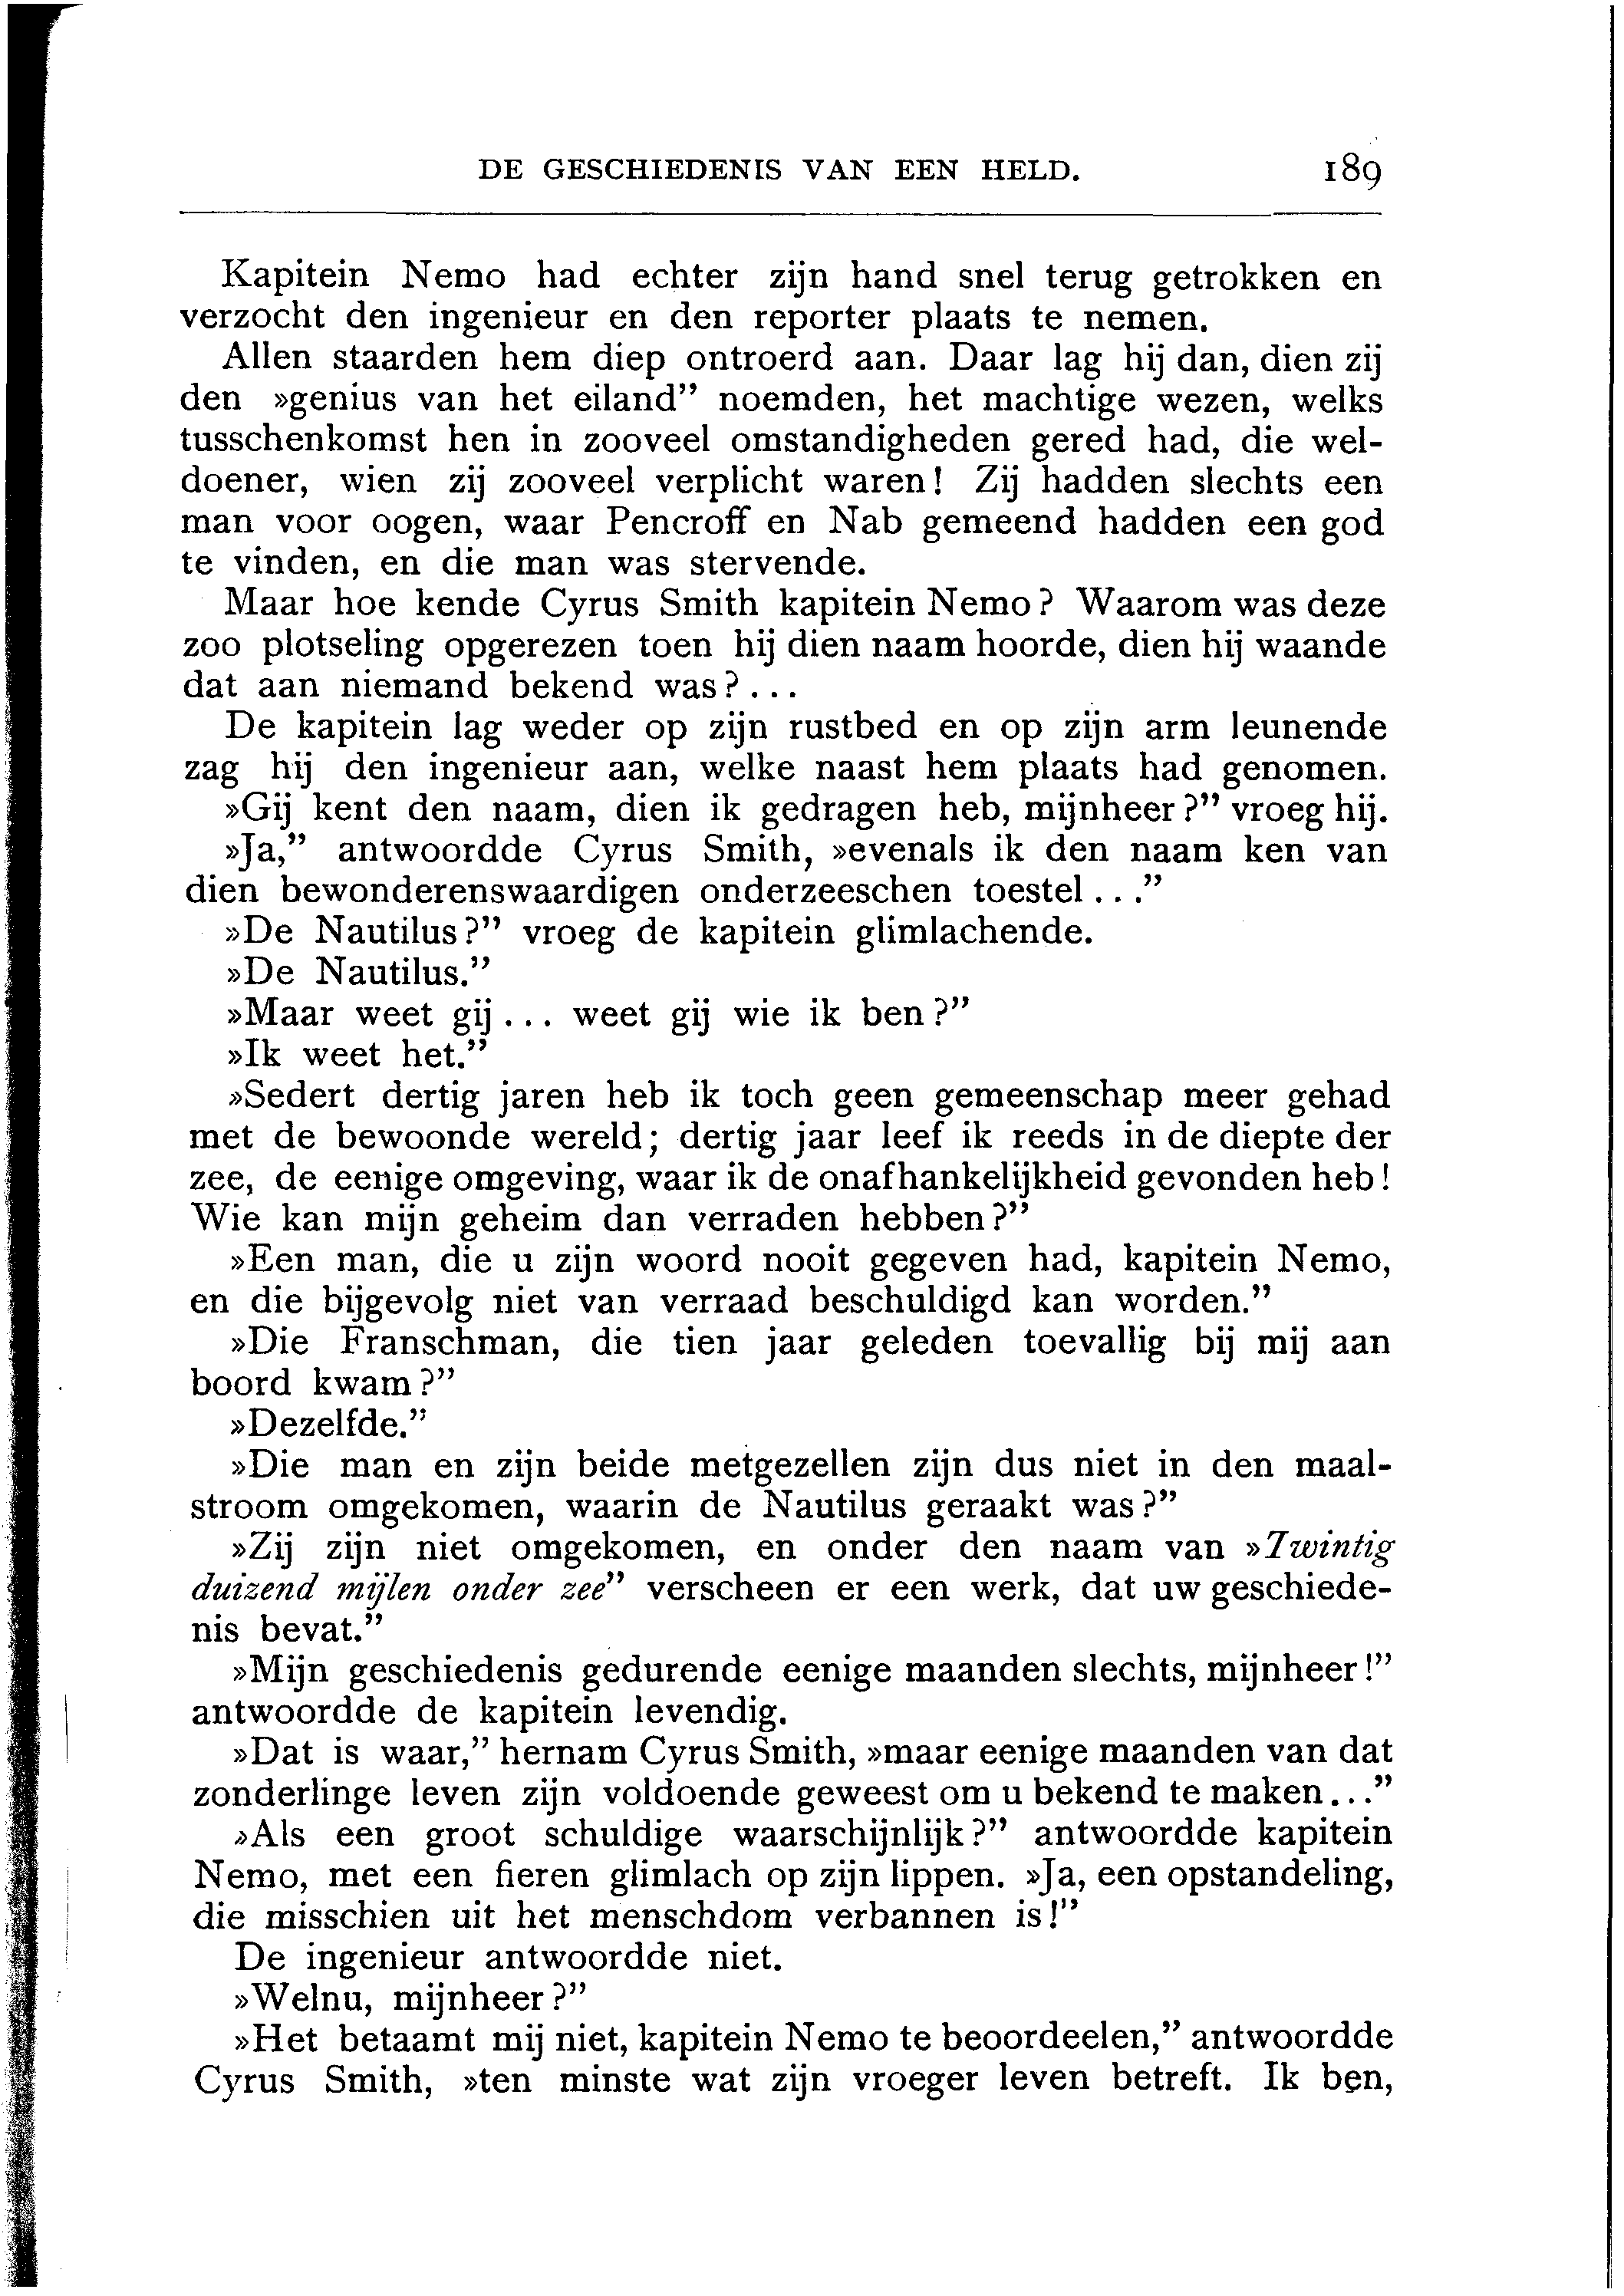 DE GESCHIEDENIS VAN EEN HELD. 189
Kapitein Nemo had echter zijn hand snel terug getrokken en
verzocht den ingenieur en den reporter plaats te nemen.
Allen staarden hem diep ontroerd aan. Daar lag hij dan, dien zij
den »genius van het eiland” noemden, het machtige wezen, welks
tusschenkomst hen in zooveel omstandigheden gered had, die wel-
doener, wien zij zooveel verplicht waren! Zij hadden slechts een
man voor oogen, waar Pencroff en Nab gemeend hadden een god
te vinden, en die man was stervende.
Maar hoe kende Cyrus Smith kapitein Nemo? Waarom was deze
zoo plotseling opgerezen toen hij dien naam hoorde, dien hij waande
dat aan niemand bekend was?...
De kapitein lag weder op zijn rustbed en op zijn arm leunende
zag hij den ingenieur aan, welke naast hem plaats had genomen.
»Gij kent den naam, dien ik gedragen heb, mijnheer?” vroeg hij.
»Ja,” antwoordde Cyrus Smith, »evenals ik den naam ken van
dien bewonderenswaardigen onderzeeschen toestel...”
»De Nautilus?” vroeg de kapitein glimlachende.
»De Nautilus.”
»Maar weet gij... weet gij wie ik ben?”
»Ik weet het.”
»Sedert dertig jaren heb ik toch geen gemeenschap meer gehad
met de bewoonde wereld; dertig jaar leef ik reeds in de diepte der
zee, de eenige omgeving, waar ik de onafhankelijkheid gevonden heb!
Wie kan mijn geheim dan verraden hebben?”
»Een man, die u zijn woord nooit gegeven had, kapitein Nemo,
en die bijgevolg niet van verraad beschuldigd kan worden.”
»Die Franschman, die tien jaar geleden toevallig bij mij aan
boord kwam?”
»Dezelfde.”
»Die man en zijn beide metgezellen zijn dus niet in den maal-
stroom omgekomen, waarin de Nautilus geraakt was?”
»Zij zijn niet omgekomen, en onder den naam van »Twintig
duizend mijlen onder zee” verscheen er een werk, dat uw geschiede-
nis bevat.”
»Mijn geschiedenis gedurende eenige maanden slechts, mijnheer!”
antwoordde de kapitein levendig.
»Dat is waar,” hernam Cyrus Smith, »maar eenige maanden van dat
zonderlinge leven zijn voldoende geweest om u bekend te maken...”
»Als een groot schuldige waarschijnlijk?” antwoordde kapitein
Nemo, met een fieren glimlach op zijn lippen. »Ja, een opstandeling,
die misschien uit het menschdom verbannen is!”
De ingenieur antwoordde niet.
»Welnu, mijnheer?”
»Het betaamt mij niet, kapitein Nemo te beoordeelen,” antwoordde
Cyrus Smith, »ten minste wat zijn vroeger leven betreft. Ik ben,